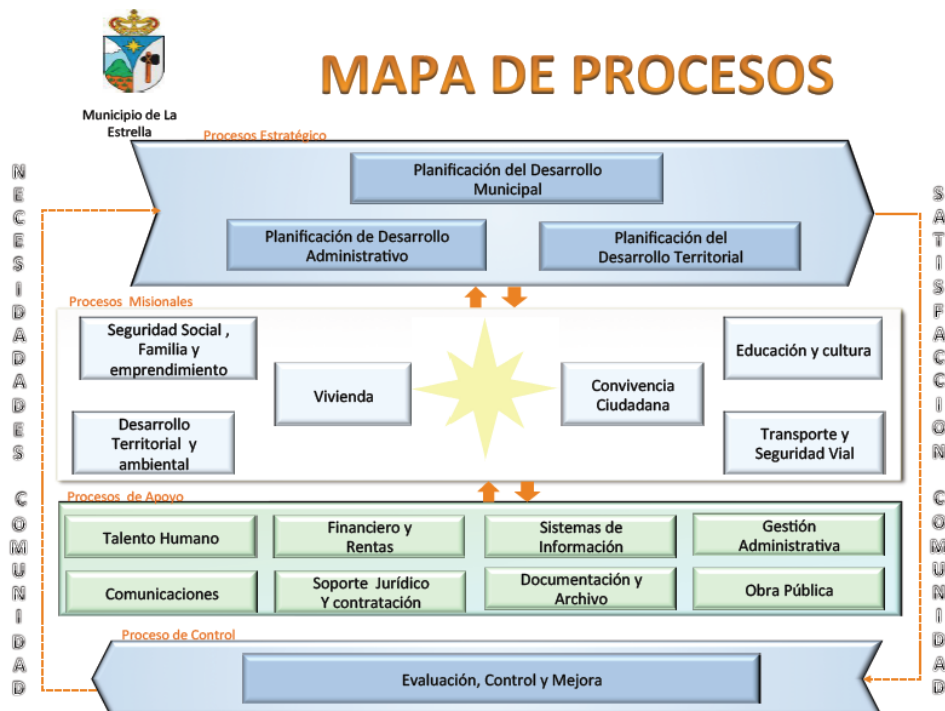 MAPA DE PROCESOS
Municipio de La
Estrella
Procesos Estratégico
Planificación del Desarrollo
Municipal
Planificación de Desarrollo
Administrativo
Planificación del
Desarrollo Territorial
NECESIDADADES COMUNIDAD
SATISFACCION COMUNIDAD
Procesos Misionales
Seguridad Social ,
Familia y
emprendimiento
Vivienda
Convivencia
Ciudadana
Educación y cultura
Desarrollo
Territorial y
ambiental
Transporte y
Seguridad Vial
Procesos de Apoyo
Talento Humano
Financiero y
Rentas
Sistemas de
Información
Gestión
Administrativa
Comunicaciones
Soporte Jurídico
Y contratación
Documentación y
Archivo
Obra Pública
Proceso de Control
Evaluación, Control y Mejora